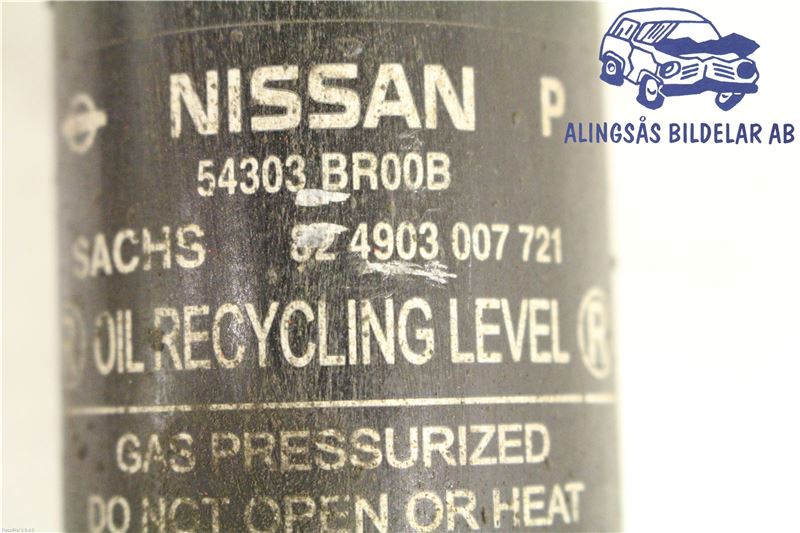 NISSAN P
ALINGSÅS BILDELAR AB
54303 BR00B
SACHS 82 4903 007 721
® OIL RECYCLING LEVEL ®
GAS PRESSURIZED
DO NOT OPEN OR HEAT